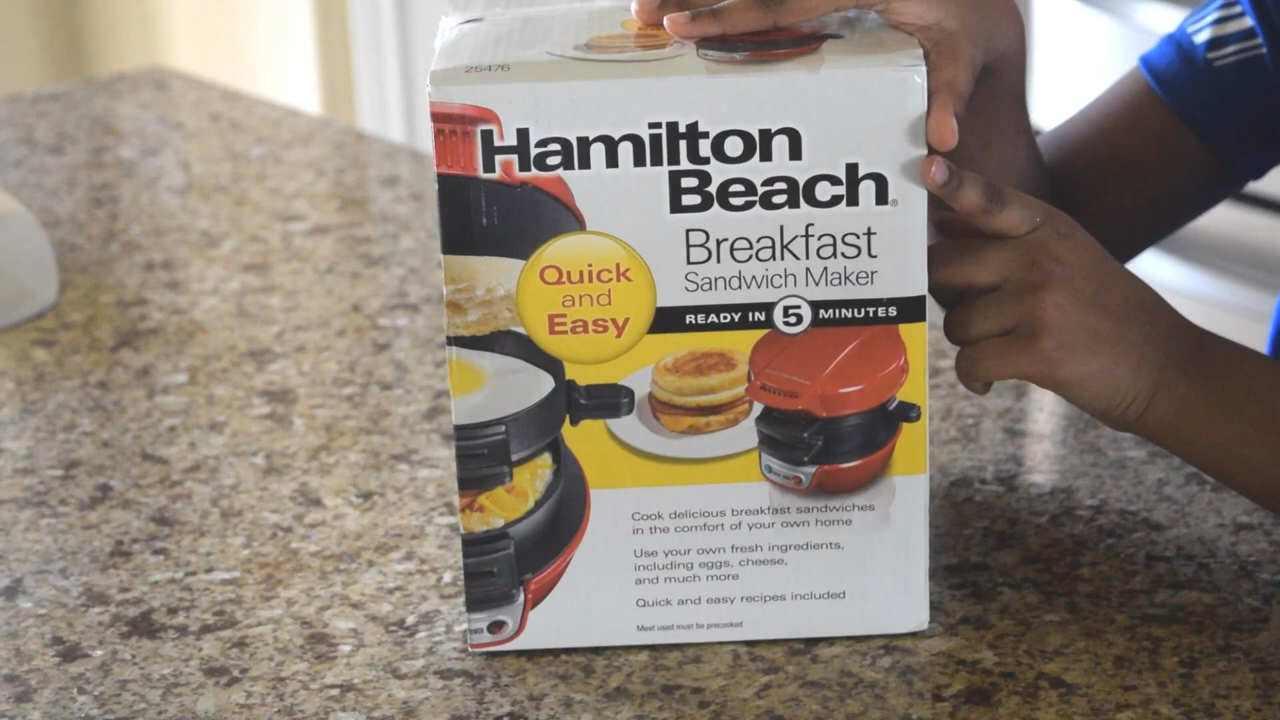 25476
Hamilton
Beach®
Breakfast
Sandwich Maker
Quick
and
Easy
READY IN 5 MINUTES
Cook delicious breakfast sandwiches
in the comfort of your own home
Use your own fresh ingredients,
including eggs, cheese,
and much more
Quick and easy recipes included
Meat used must be precooked